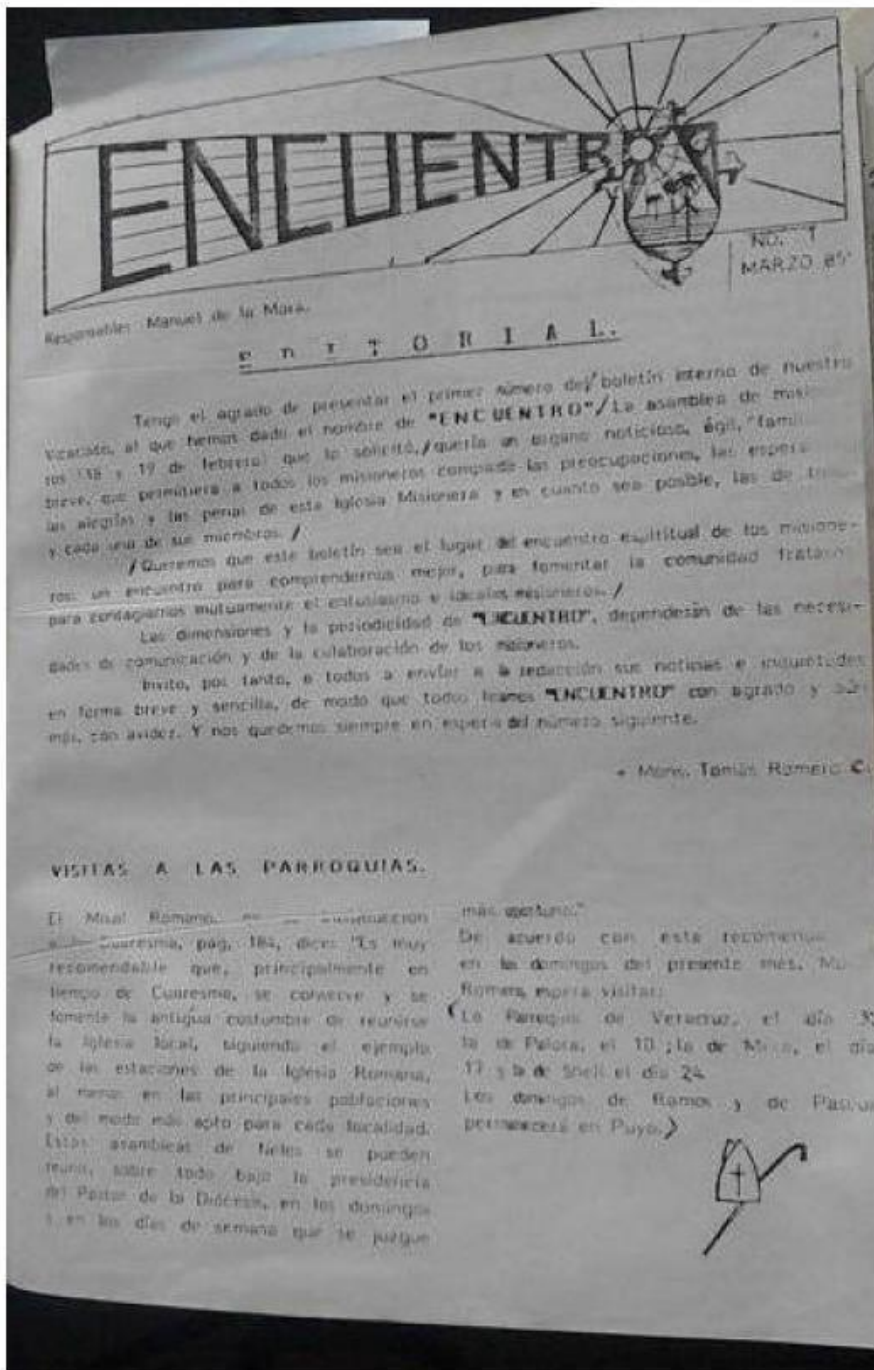 ENCUENTRO
NO. 1
MARZO 85'
Responsable: Manuel de la Mora.
EDITORIAL.
Tengo el agrado de presentar el primer número del/ boletín interno de nuestro
Vicariato, al que hemos dado el nombre de "ENCUENTRO"/ La asamblea de
ros (18 y 19 de febrero) que lo solicitó,/ quería un órgano noticioso, ágil,
breve, que permitiera a todos los misioneros compartir las preocupaciones, las
las alegrías y las penas de esta Iglesia Misionera y en cuanto sea posible, las de
y cada uno de sus miembros. /
/ Queremos que este boletín sea el lugar del encuentro espiritual de los misione-
ros: un encuentro para comprendernos mejor, para fomentar la comunidad
para contagiarnos mutuamente el entusiasmo e ideales misioneros. /
Las dimensiones y la periodicidad de "ENCUENTRO", dependerán de las necesi-
dades de comunicación y de la colaboración de los misioneros.
Invito, por tanto, a todos a enviar a la redacción sus noticias e inquietudes
en forma breve y sencilla, de modo que todos leamos "ENCUENTRO" con agrado y aún
más, con avidez. Y nos quedemos siempre en espera del número siguiente.
+ Mons. Tomás Romero C.
VISITAS A LAS PARROQUIAS.
El Misal Romano, en
Cuaresma, pág. 184, dice: "Es muy
recomendable que, principalmente en
tiempo de Cuaresma, se conserve y se
fomente la antigua costumbre de reunirse
la Iglesia local, siguiendo el ejemplo
de las estaciones de la Iglesia Romana,
al menos en las principales poblaciones
y del modo más apto para cada localidad.
Estas asambleas de fieles se pueden
reunir, sobre todo bajo la presidencia
del Pastor de la Diócesis, en los domingos
o en los días de semana que se juzgue
más oportuno."
De acuerdo con esta
en los domingos del presente mes,
Romero, espera visitar:
(La Parroquia de Veracruz, el día 3,
la de Palora, el 10 ; la de Mera, el día
17 y la de Shell el día 24.
Los domingos de Ramos y de Pascua
permanecerá en Puyo.)